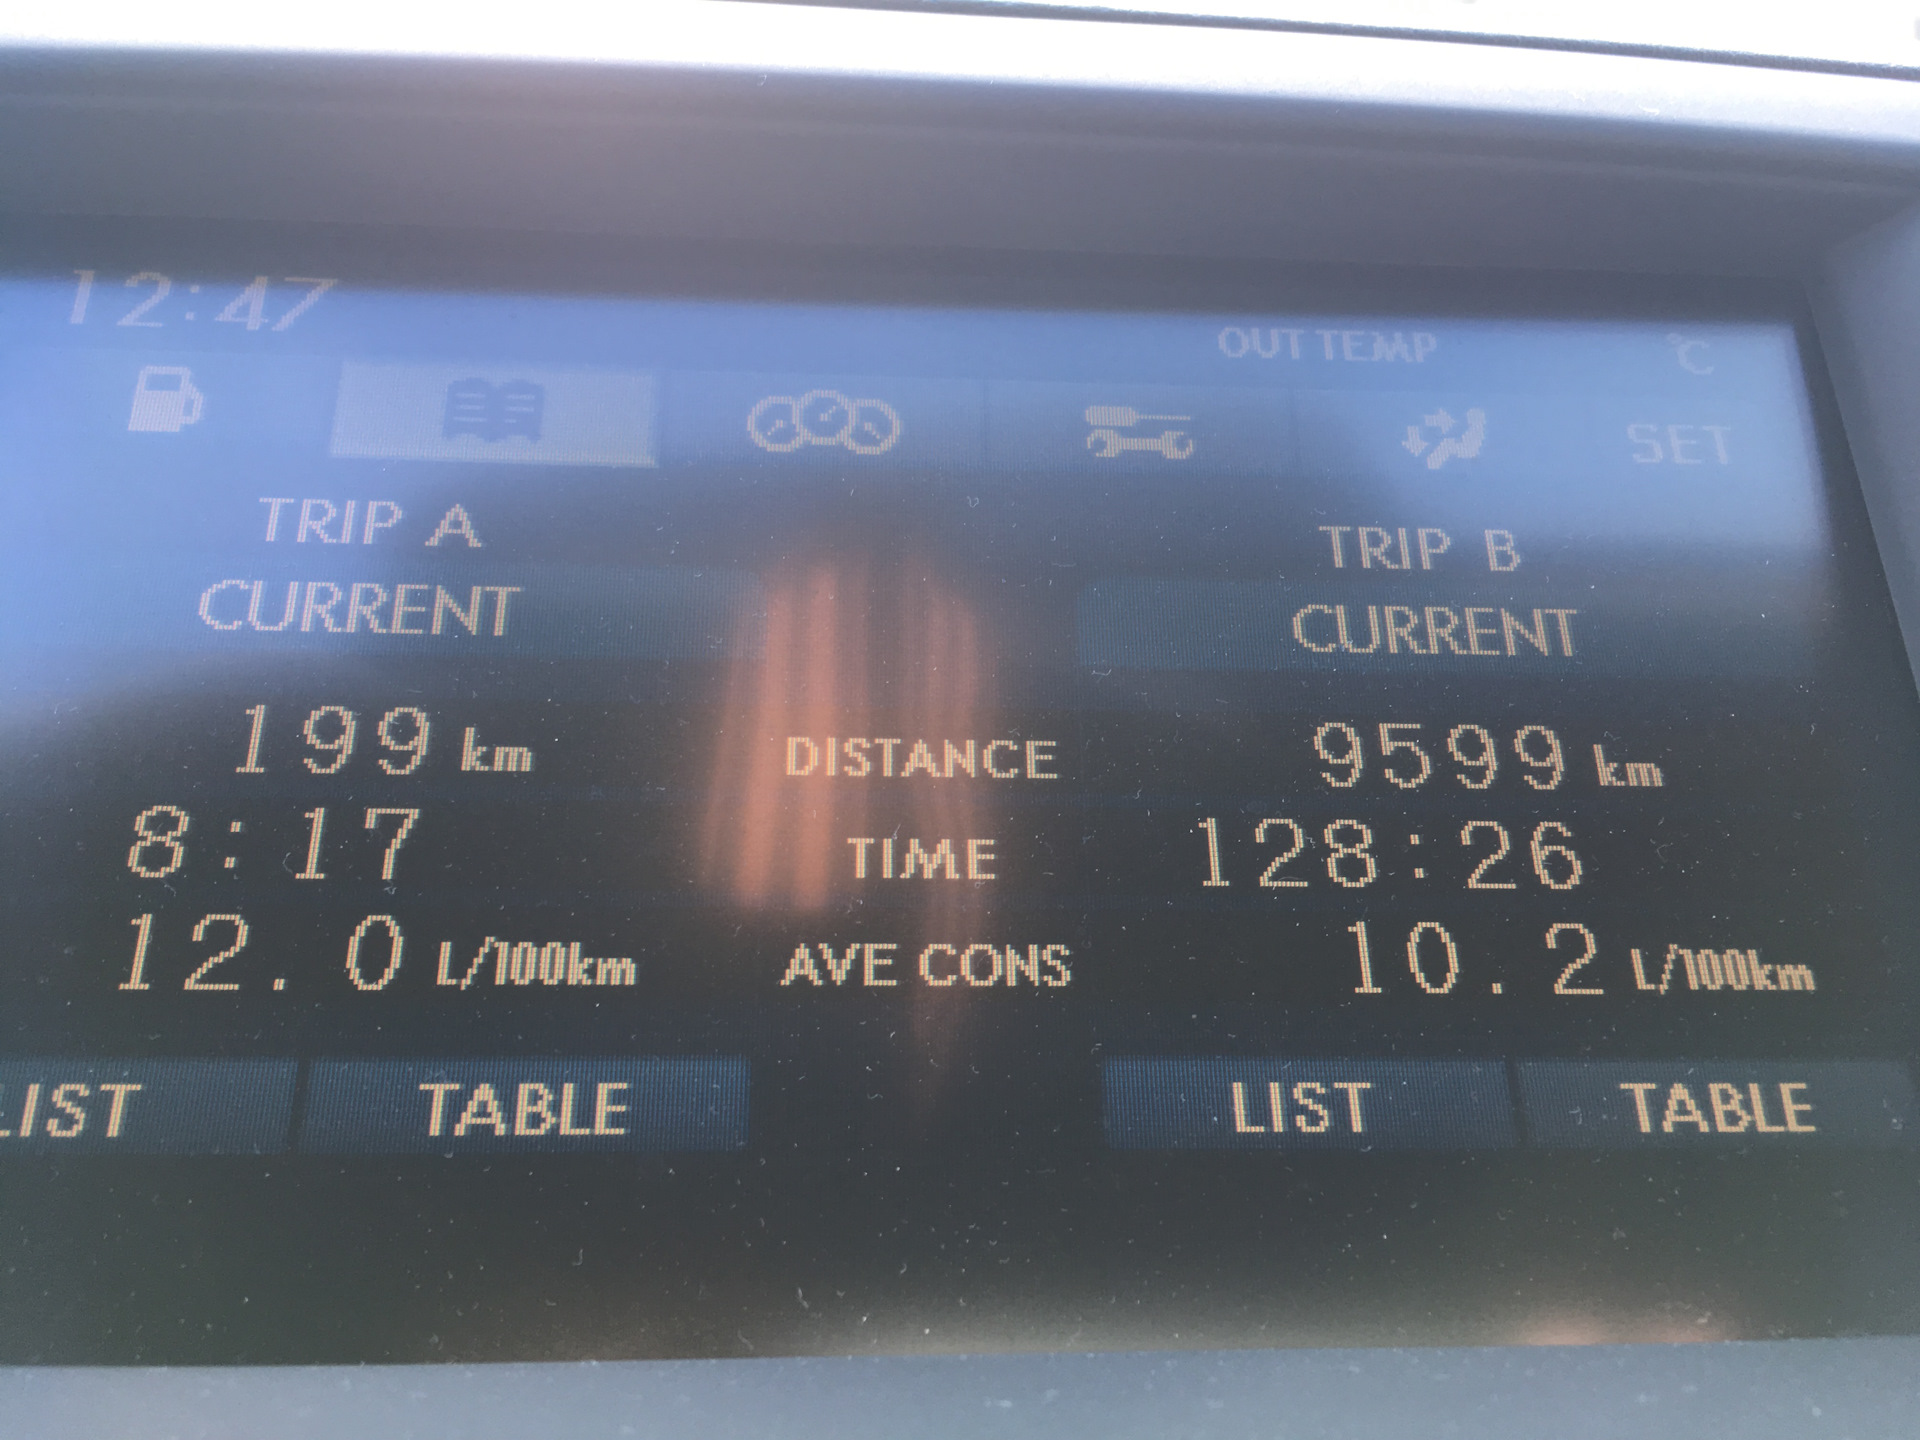 12:47
OUT TEMP °C
SET
TRIP A TRIP B
CURRENT CURRENT
199 km DISTANCE 9599 km
8:17 TIME 128:26
12.0 L/100km AVE CONS 10.2 L/100km
LIST TABLE LIST TABLE